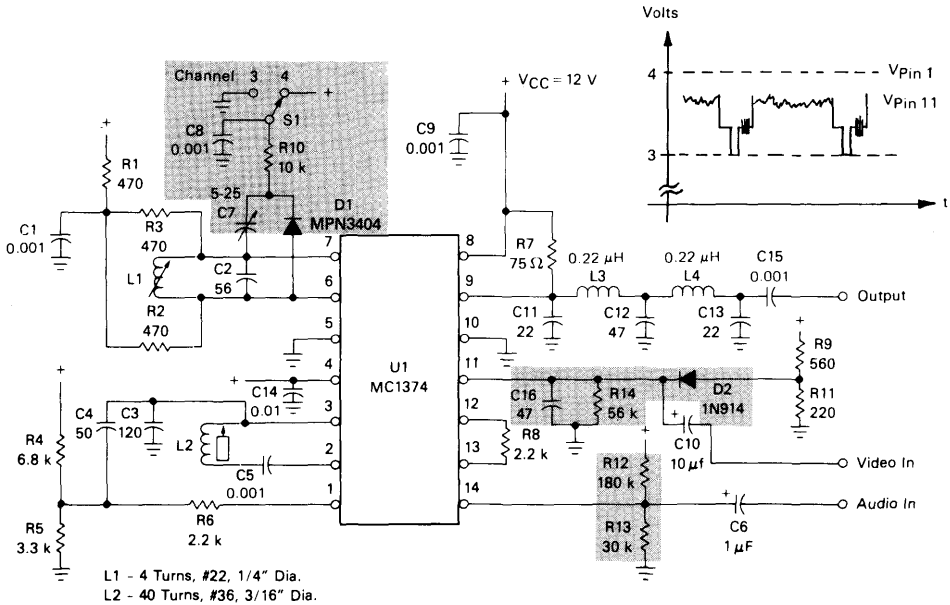 Volts
4
VPin 1
VPin 11
3
t
Channel 3 4
+
S1
C8
0.001
R10
10 k
5-25
C7
D1
MPN3404
+
VCC = 12 V
C9
0.001
+
R1
470
C1
0.001
R3
470
L1
C2
56
R2
470
7
6
5
4
3
2
1
8
9
10
11
12
13
14
U1
MC1374
R7
75 Ω
0.22 μH
L3
0.22 μH
L4
C15
0.001
Output
C11
22
C12
47
C13
22
+
R9
560
R11
220
D2
1N914
C16
47
R14
56 k
+
C10
10 μf
Video In
R8
2.2 k
+
R12
180 k
R13
30 k
+
C6
1 μF
Audio In
+
C14
0.01
+
C4
50
C3
120
R4
6.8 k
L2
C5
0.001
R5
3.3 k
R6
2.2 k
L1 - 4 Turns, #22, 1/4" Dia.
L2 - 40 Turns, #36, 3/16" Dia.